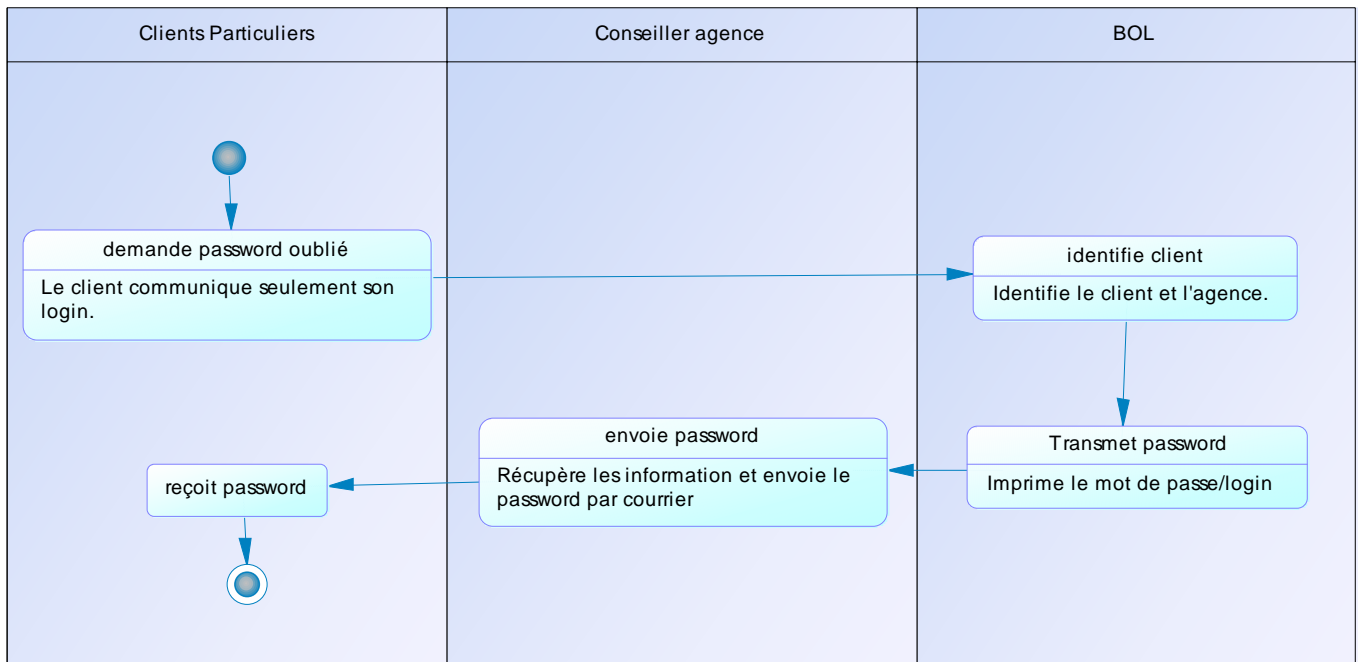 Clients Particuliers
Conseiller agence
BOL
demande password oublié
Le client communique seulement son
login.
identifie client
Identifie le client et l'agence.
envoie password
Récupère les information et envoie le
password par courrier
Transmet password
Imprime le mot de passe/login
reçoit password